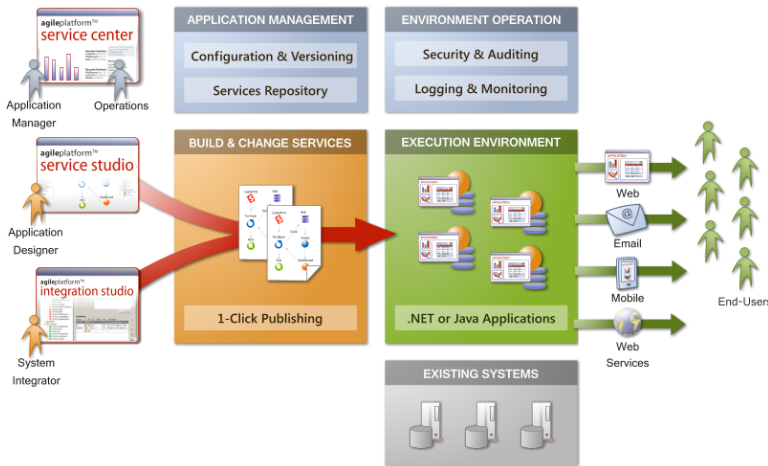 agileplatform™
service center
Application
Manager
Operations
APPLICATION MANAGEMENT
Configuration & Versioning
Services Repository
ENVIRONMENT OPERATION
Security & Auditing
Logging & Monitoring
agileplatform™
service studio
Application
Designer
agileplatform™
integration studio
System
Integrator
BUILD & CHANGE SERVICES
1-Click Publishing
EXECUTION ENVIRONMENT
.NET or Java Applications
Web
Email
Mobile
Web
Services
End-Users
EXISTING SYSTEMS